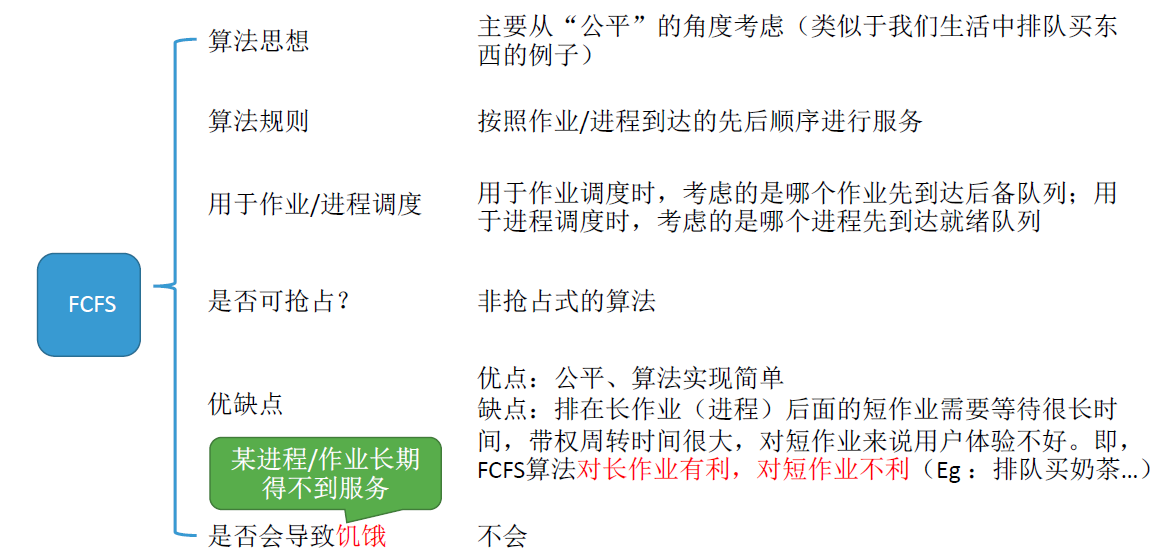 算法思想
主要从“公平”的角度考虑（类似于我们生活中排队买东
西的例子）
算法规则
按照作业/进程到达的先后顺序进行服务
用于作业/进程调度
用于作业调度时，考虑的是哪个作业先到达后备队列；用
于进程调度时，考虑的是哪个进程先到达就绪队列
FCFS
是否可抢占？
非抢占式的算法
优缺点
优点：公平、算法实现简单
缺点：排在长作业（进程）后面的短作业需要等待很长时
间，带权周转时间很大，对短作业来说用户体验不好。即，
FCFS算法对长作业有利，对短作业不利（Eg：排队买奶茶…）
某进程/作业长期
得不到服务
是否会导致饥饿
不会